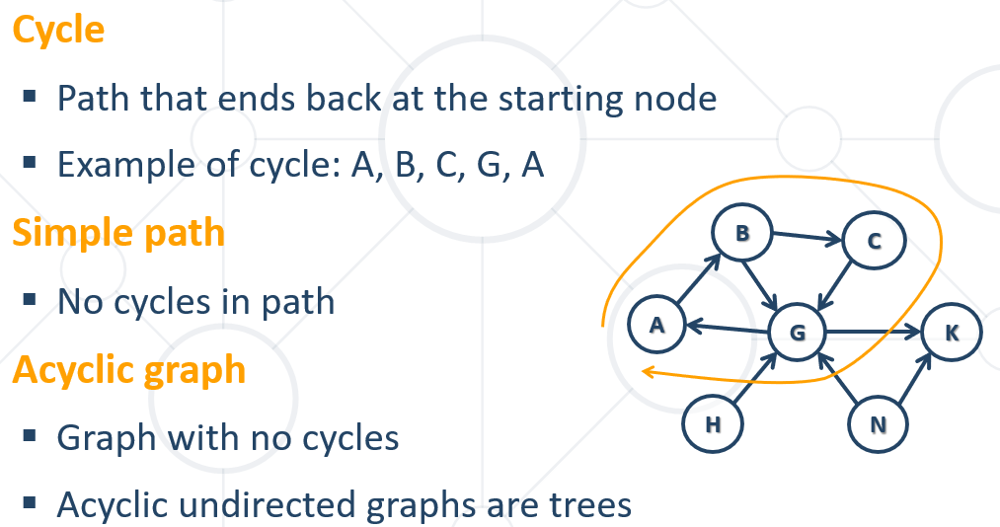 Cycle
▪ Path that ends back at the starting node
▪ Example of cycle: A, B, C, G, A
Simple path
▪ No cycles in path
Acyclic graph
▪ Graph with no cycles
▪ Acyclic undirected graphs are trees
B
C
A
G
K
H
N